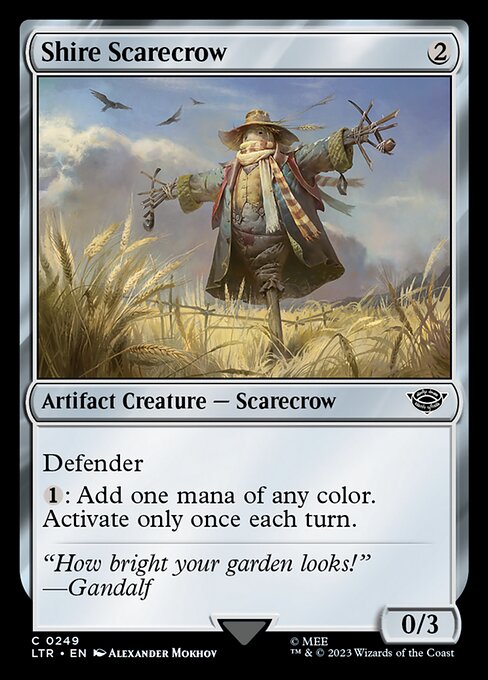 Shire Scarecrow 2
Artifact Creature — Scarecrow
Defender
1: Add one mana of any color.
Activate only once each turn.
“How bright your garden looks!”
—Gandalf
0/3
C 0249
LTR • EN Alexander Mokhov
© MEE
™ & © 2023 Wizards of the Coast